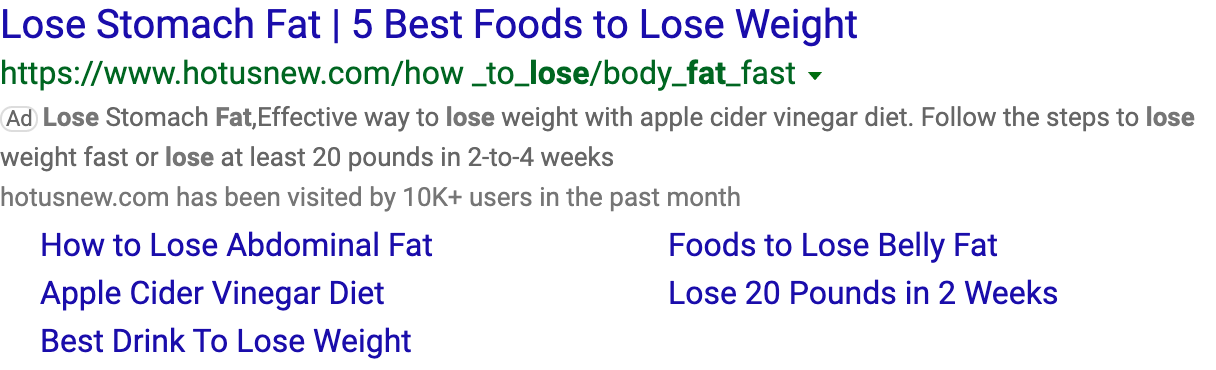 Lose Stomach Fat | 5 Best Foods to Lose Weight
https://www.hotusnew.com/how _to_lose/body_fat_fast
Ad Lose Stomach Fat,Effective way to lose weight with apple cider vinegar diet. Follow the steps to lose
weight fast or lose at least 20 pounds in 2-to-4 weeks
hotusnew.com has been visited by 10K+ users in the past month
How to Lose Abdominal Fat
Foods to Lose Belly Fat
Apple Cider Vinegar Diet
Lose 20 Pounds in 2 Weeks
Best Drink To Lose Weight